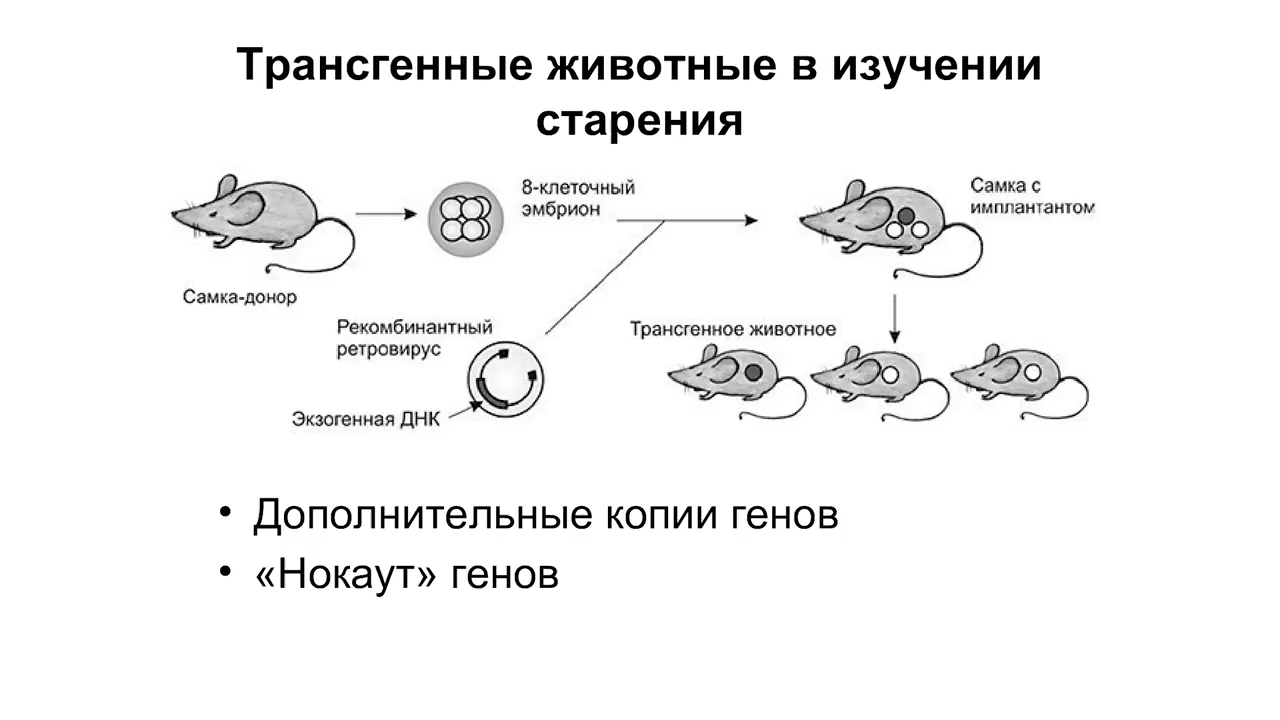 Трансгенные животные в изучении
старения
8-клеточный
эмбрион
Самка с
имплантантом
Самка-донор
Рекомбинантный
ретровирус
Трансгенное животное
Экзогенная ДНК
• Дополнительные копии генов
• «Нокаут» генов